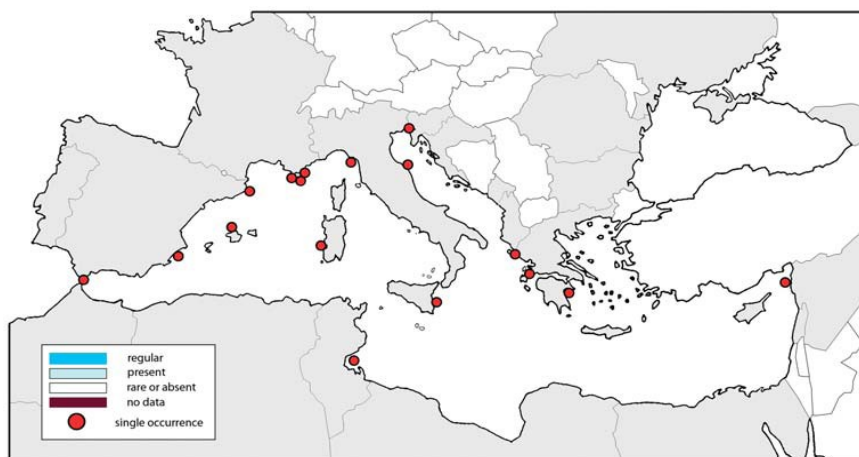 regular
present
rare or absent
no data
single occurrence